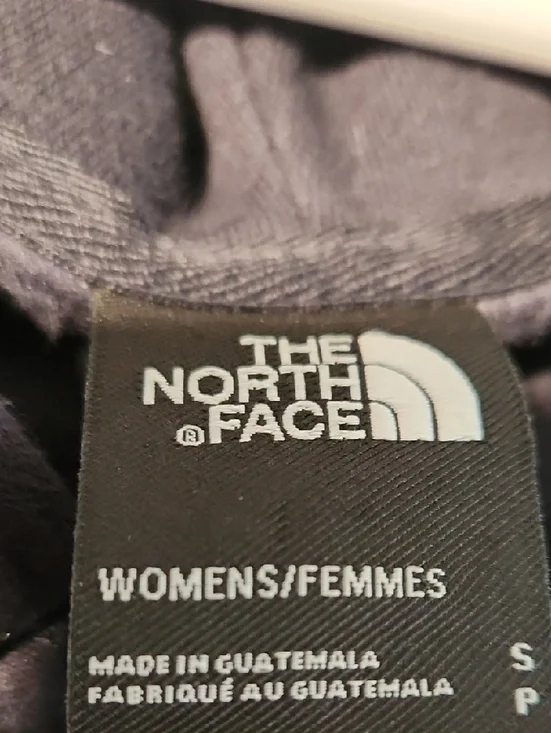 THE
NORTH
®FACE
WOMENS/FEMMES
MADE IN GUATEMALA
FABRIQUÉ AU GUATEMALA
S
P